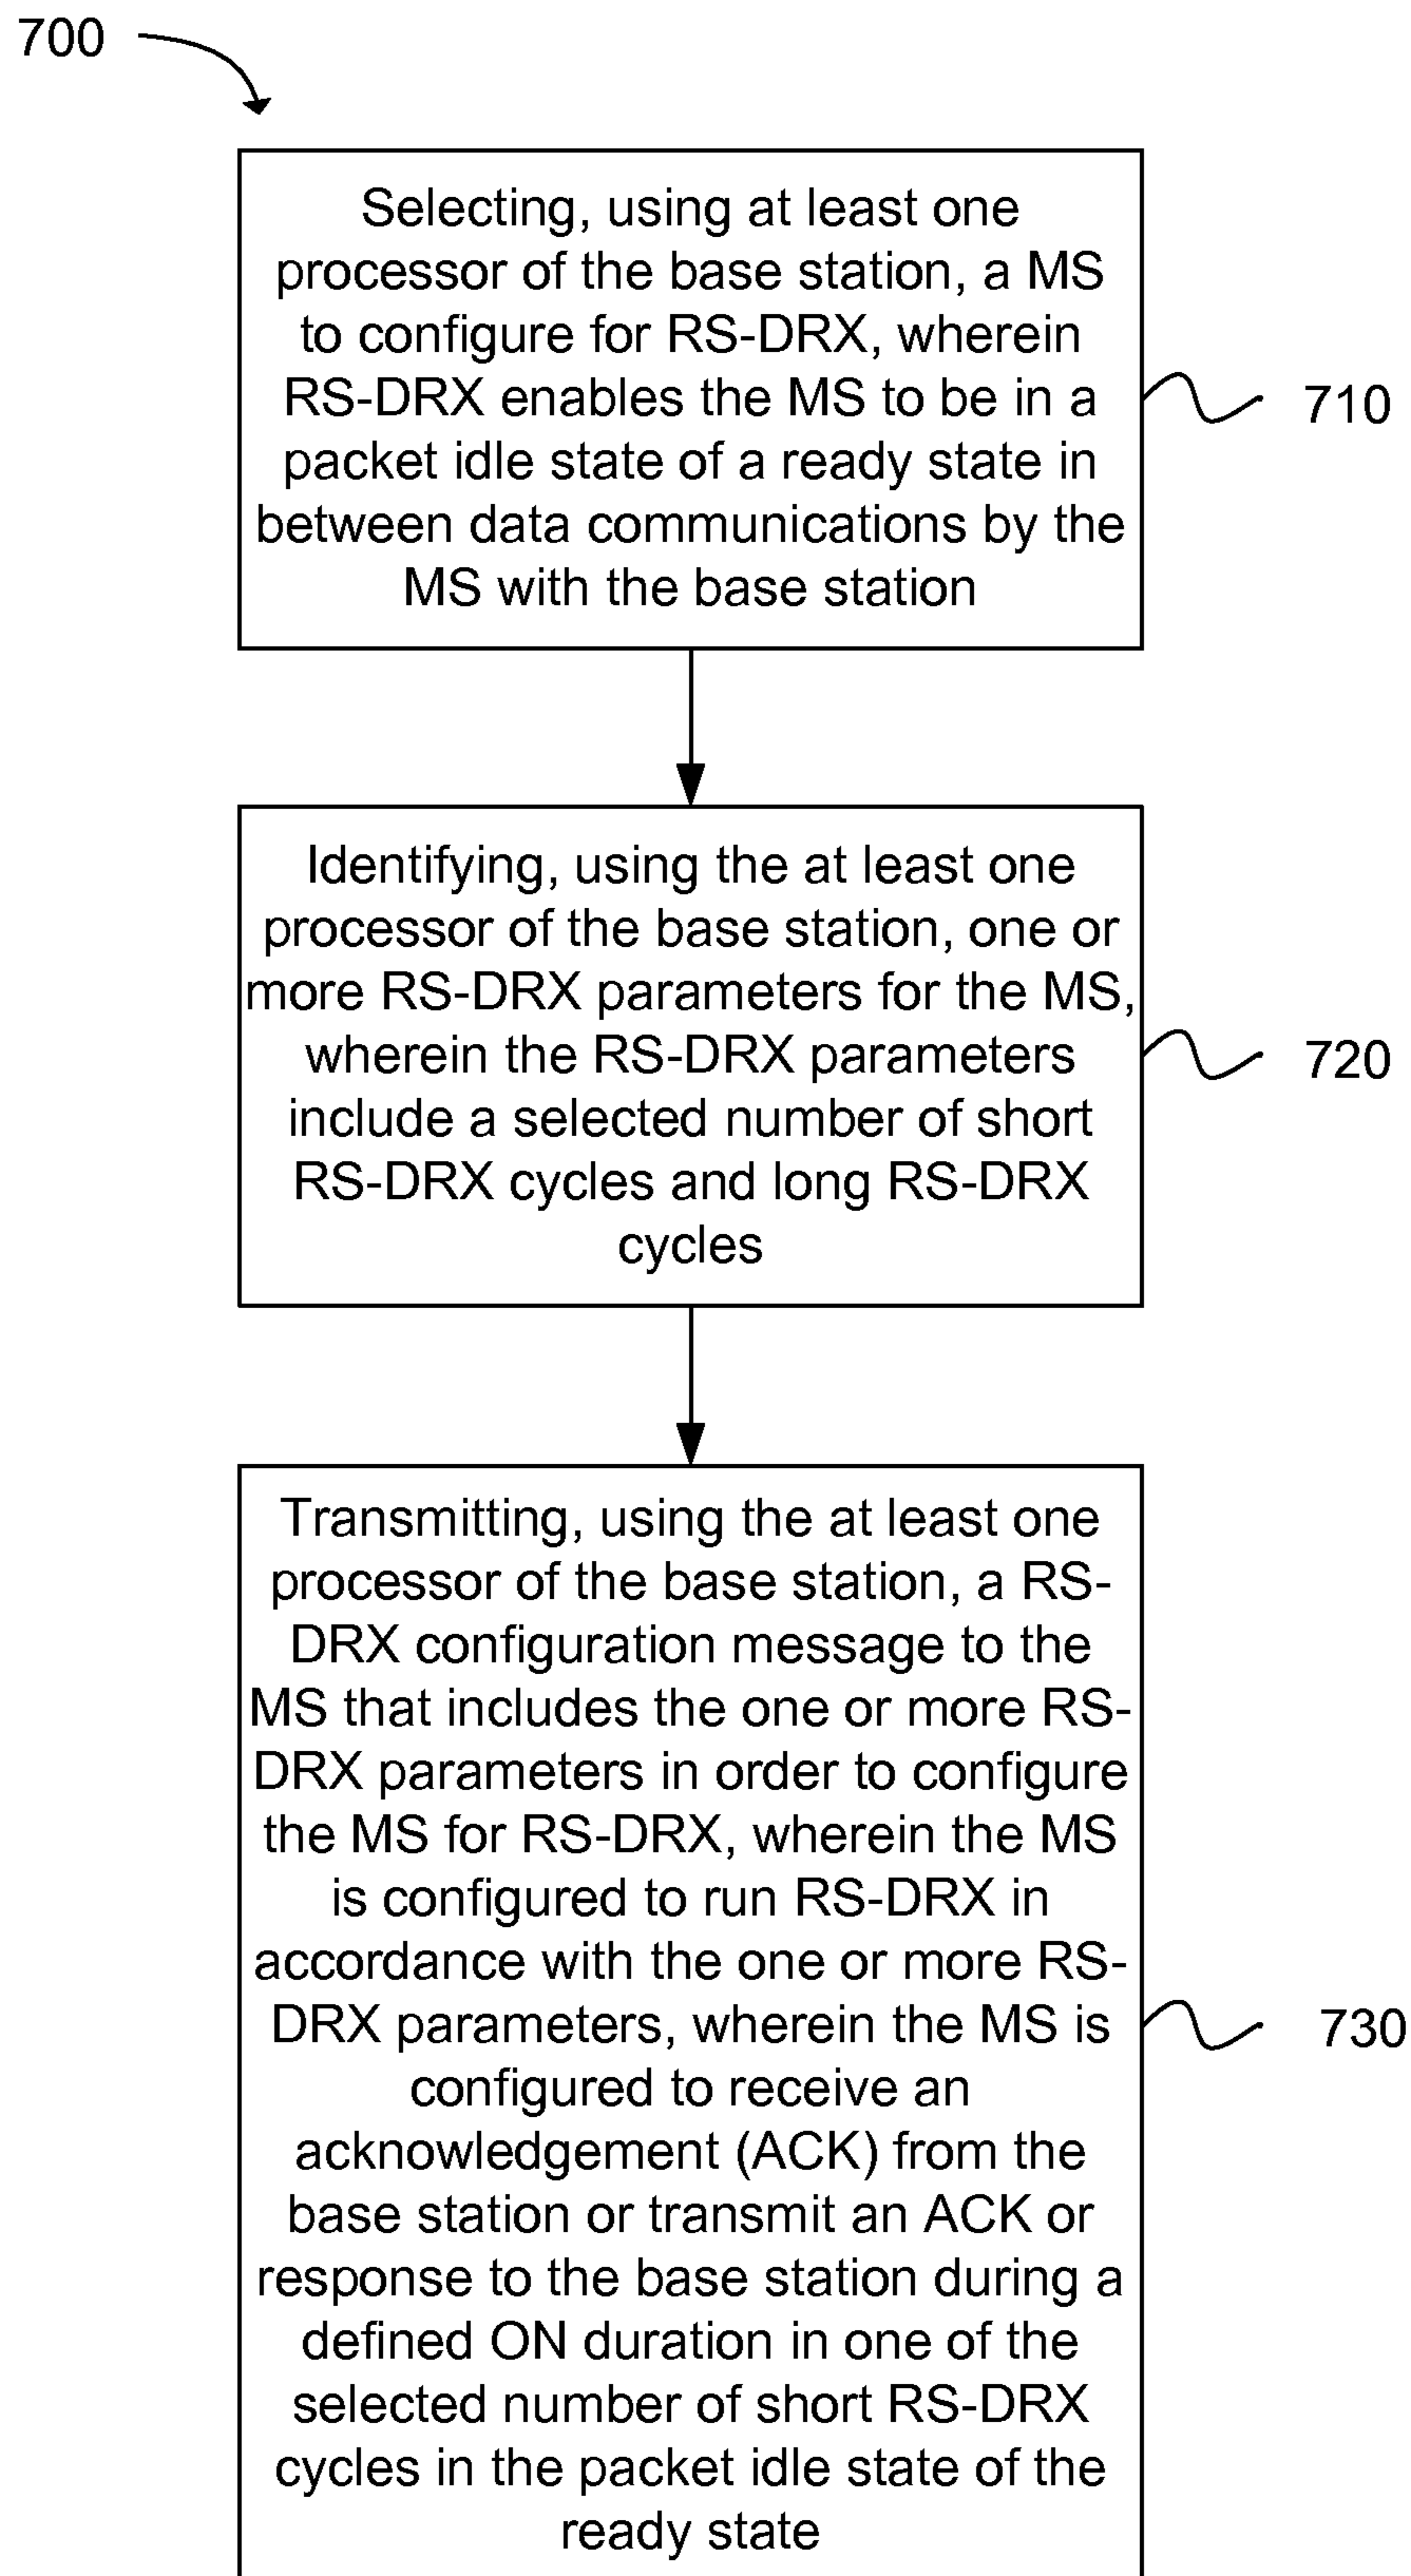 700
Selecting, using at least one
processor of the base station, a MS
to configure for RS-DRX, wherein
RS-DRX enables the MS to be in a
packet idle state of a ready state in
between data communications by the
MS with the base station
710
Identifying, using the at least one
processor of the base station, one or
more RS-DRX parameters for the MS,
wherein the RS-DRX parameters
include a selected number of short
RS-DRX cycles and long RS-DRX
cycles
720
Transmitting, using the at least one
processor of the base station, a RS-
DRX configuration message to the
MS that includes the one or more RS-
DRX parameters in order to configure
the MS for RS-DRX, wherein the MS
is configured to run RS-DRX in
accordance with the one or more RS-
DRX parameters, wherein the MS is
configured to receive an
acknowledgement (ACK) from the
base station or transmit an ACK or
response to the base station during a
defined ON duration in one of the
selected number of short RS-DRX
cycles in the packet idle state of the
ready state
730